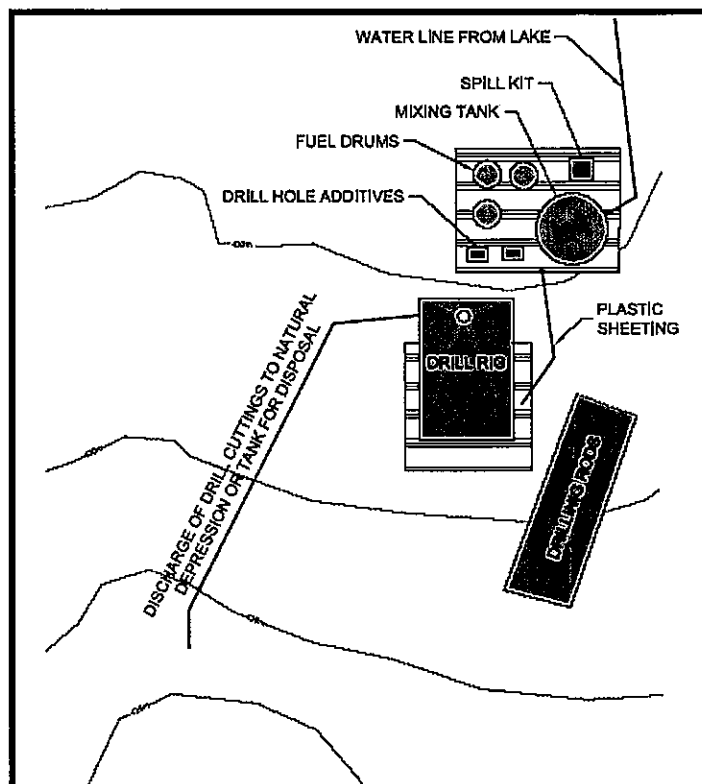 WATER LINE FROM LAKE
SPILL KIT
MIXING TANK
FUEL DRUMS
DRILL HOLE ADDITIVES
PLASTIC
SHEETING
DRILL RIG
DRILLING RODS
DISCHARGE OF DRILL CUTTINGS TO NATURAL
DEPRESSION OR TANK FOR DISPOSAL